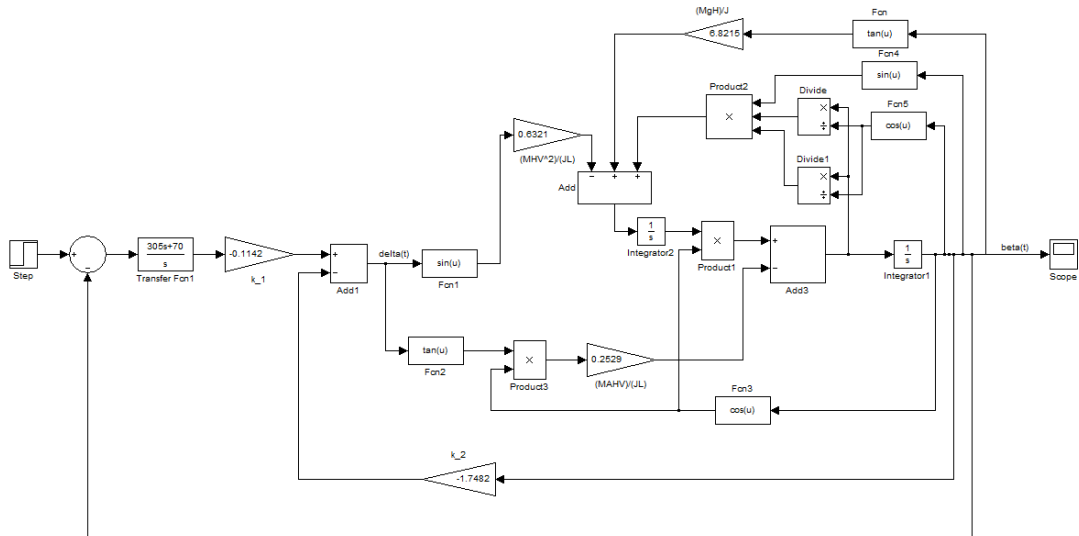 (MgH)/J
6.8215
Fcn
tan(u)
Fcn4
sin(u)
Product2
×
Divide
×
÷
Fcn5
cos(u)
0.6321
(MHV^2)/(JL)
Divide1
×
÷
− + +
Add
1
s
Integrator2
×
Product1
+
−
Add3
1
s
Integrator1
beta(t)
Scope
Step
+
−
305s+70
s
Transfer Fcn1
-0.1142
k_1
+
−
Add1
delta(t)
sin(u)
Fcn1
tan(u)
Fcn2
×
Product3
0.2529
(MAHV)/(JL)
Fcn3
cos(u)
k_2
-1.7482